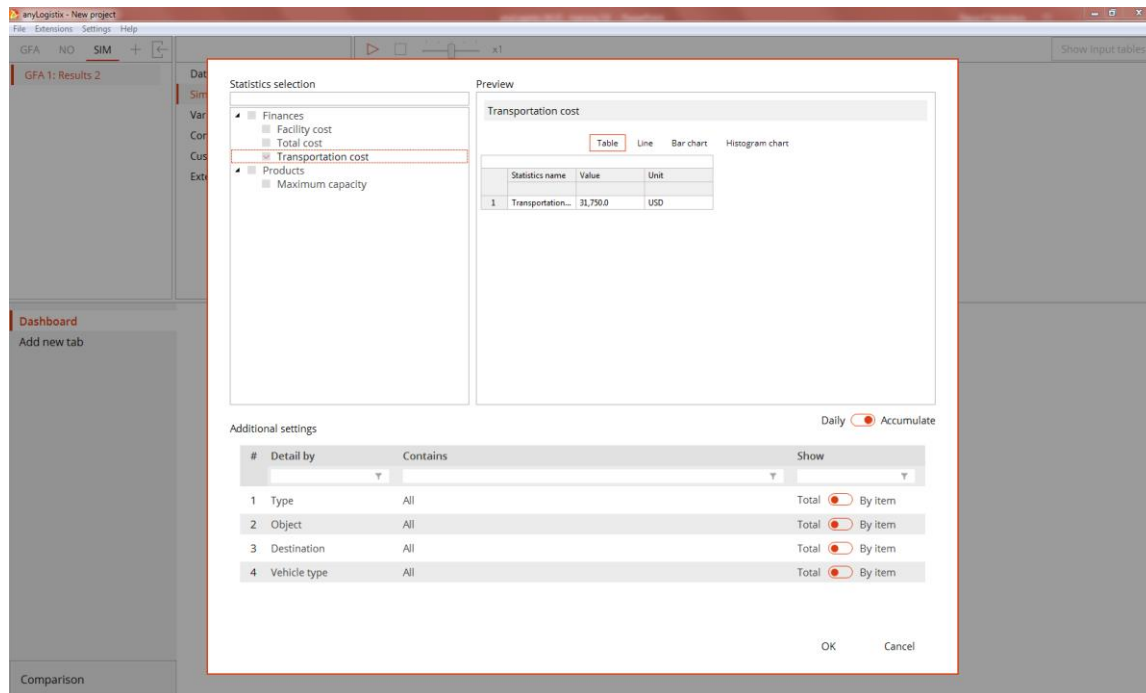 anyLogistix - New project
File Extensions Settings Help
GFA NO SIM x1 Show input tables
GFA 1: Results 2
Dat
Sim
Var
Con
Cus
Exte
Statistics selection
Finances
Facility cost
Total cost
Transportation cost
Products
Maximum capacity
Preview
Transportation cost
Table Line Bar chart Histogram chart
Statistics name Value Unit
1 Transportation... 31,750.0 USD
Dashboard
Add new tab
Daily Accumulate
Additional settings
# Detail by Contains Show
1 Type All Total By item
2 Object All Total By item
3 Destination All Total By item
4 Vehicle type All Total By item
OK Cancel
Comparison